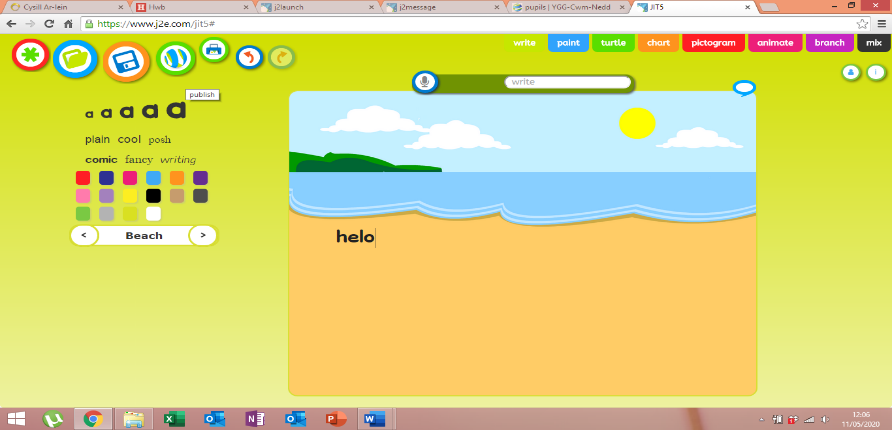 Cysill Ar-lein
Hwb
j2launch
j2message
pupils | YGG-Cwm-Nedd
JIT5
https://www.j2e.com/jit5#
write paint turtle chart pictogram animate branch mix
publish
write
a a a a a
plain cool posh
comic fancy writing
< Beach >
helo
12:06
11/05/2020